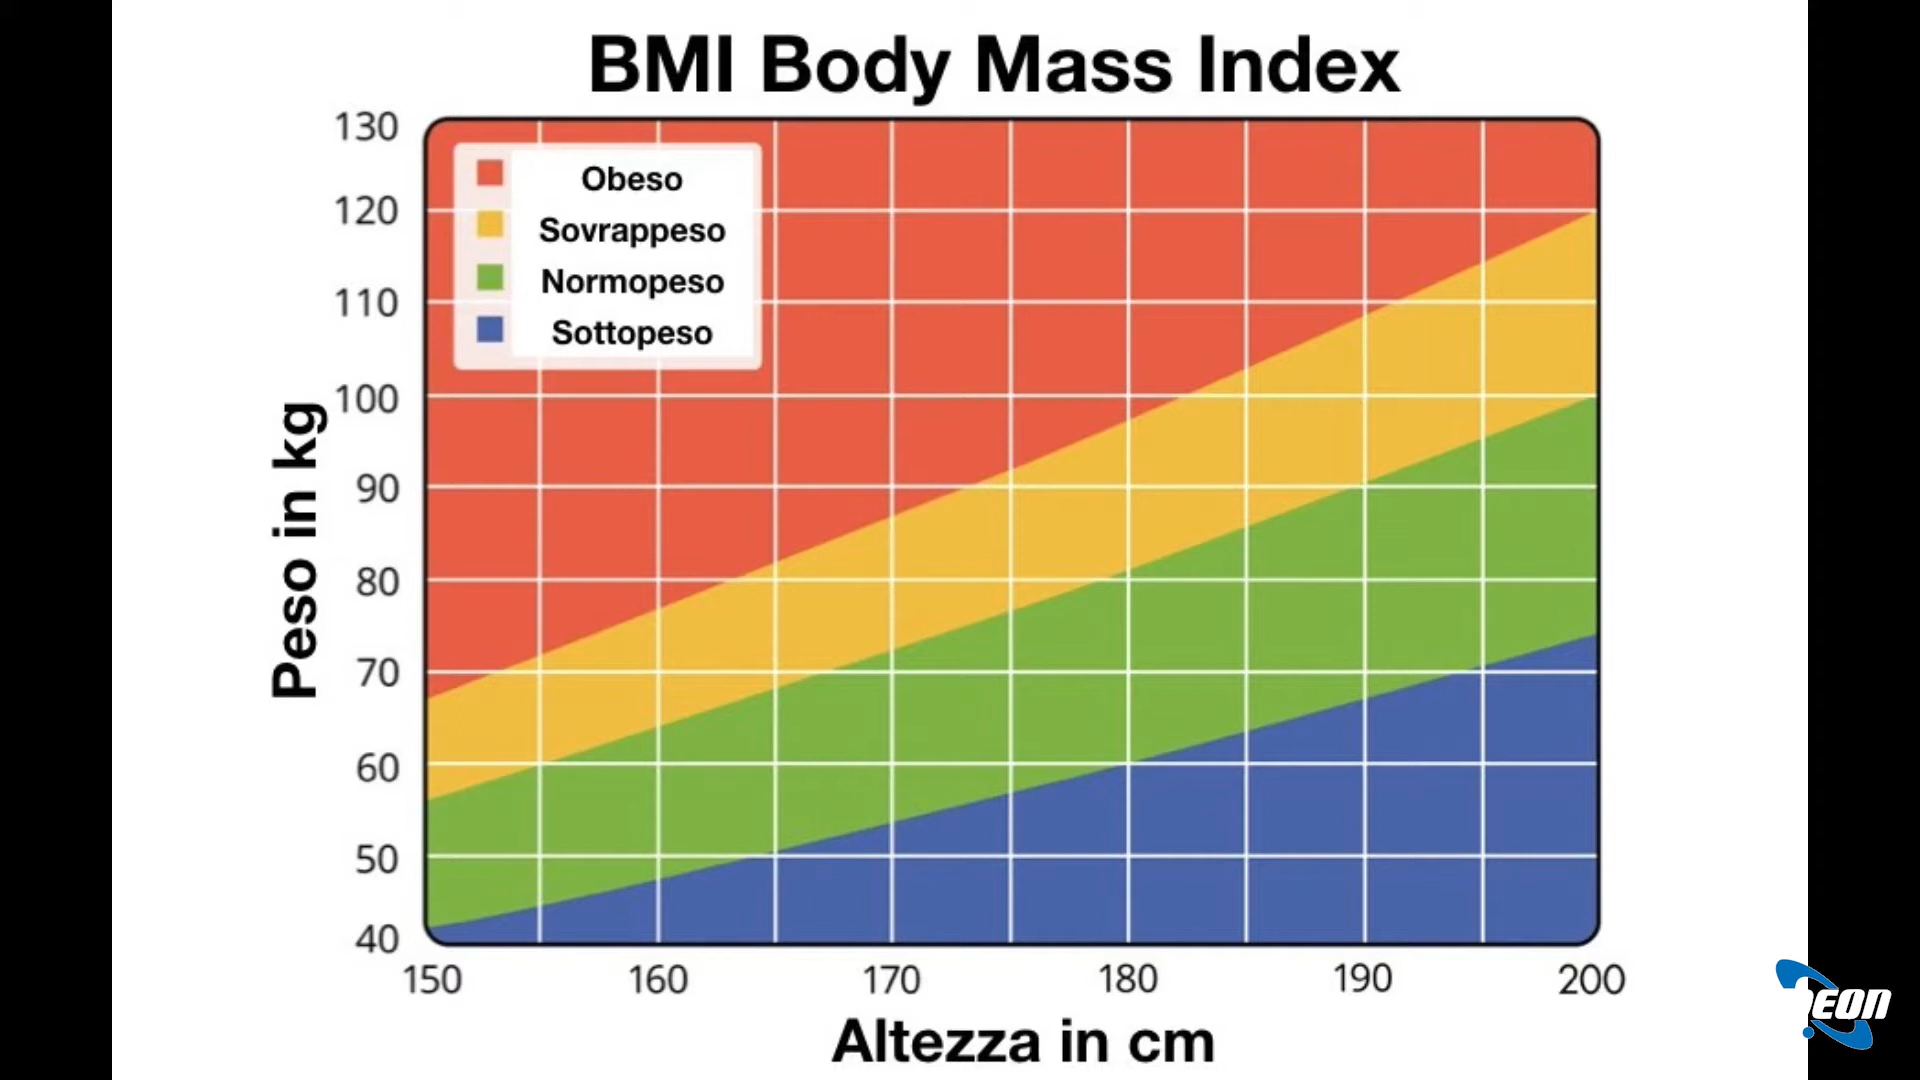 BMI Body Mass Index
Obeso
Sovrappeso
Normopeso
Sottopeso
Peso in kg
130
120
110
100
90
80
70
60
50
40
150 160 170 180 190 200
Altezza in cm